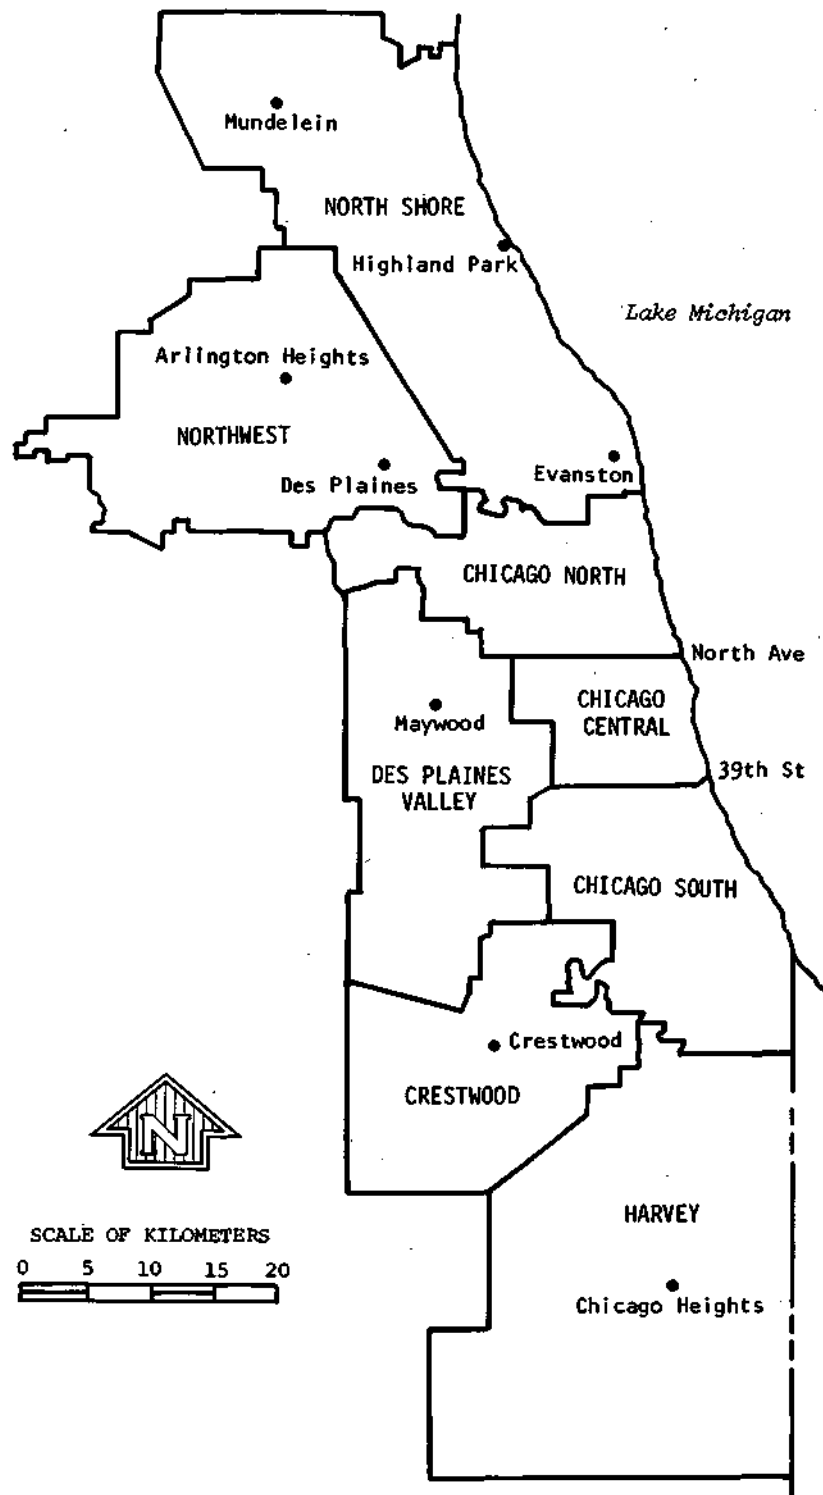 Mundelein
NORTH SHORE
Highland Park
Lake Michigan
Arlington Heights
NORTHWEST
Des Plaines
Evanston
CHICAGO NORTH
North Ave
CHICAGO
CENTRAL
Maywood
39th St
DES PLAINES
VALLEY
CHICAGO SOUTH
Crestwood
CRESTWOOD
N
HARVEY
SCALE OF KILOMETERS
0 5 10 15 20
Chicago Heights